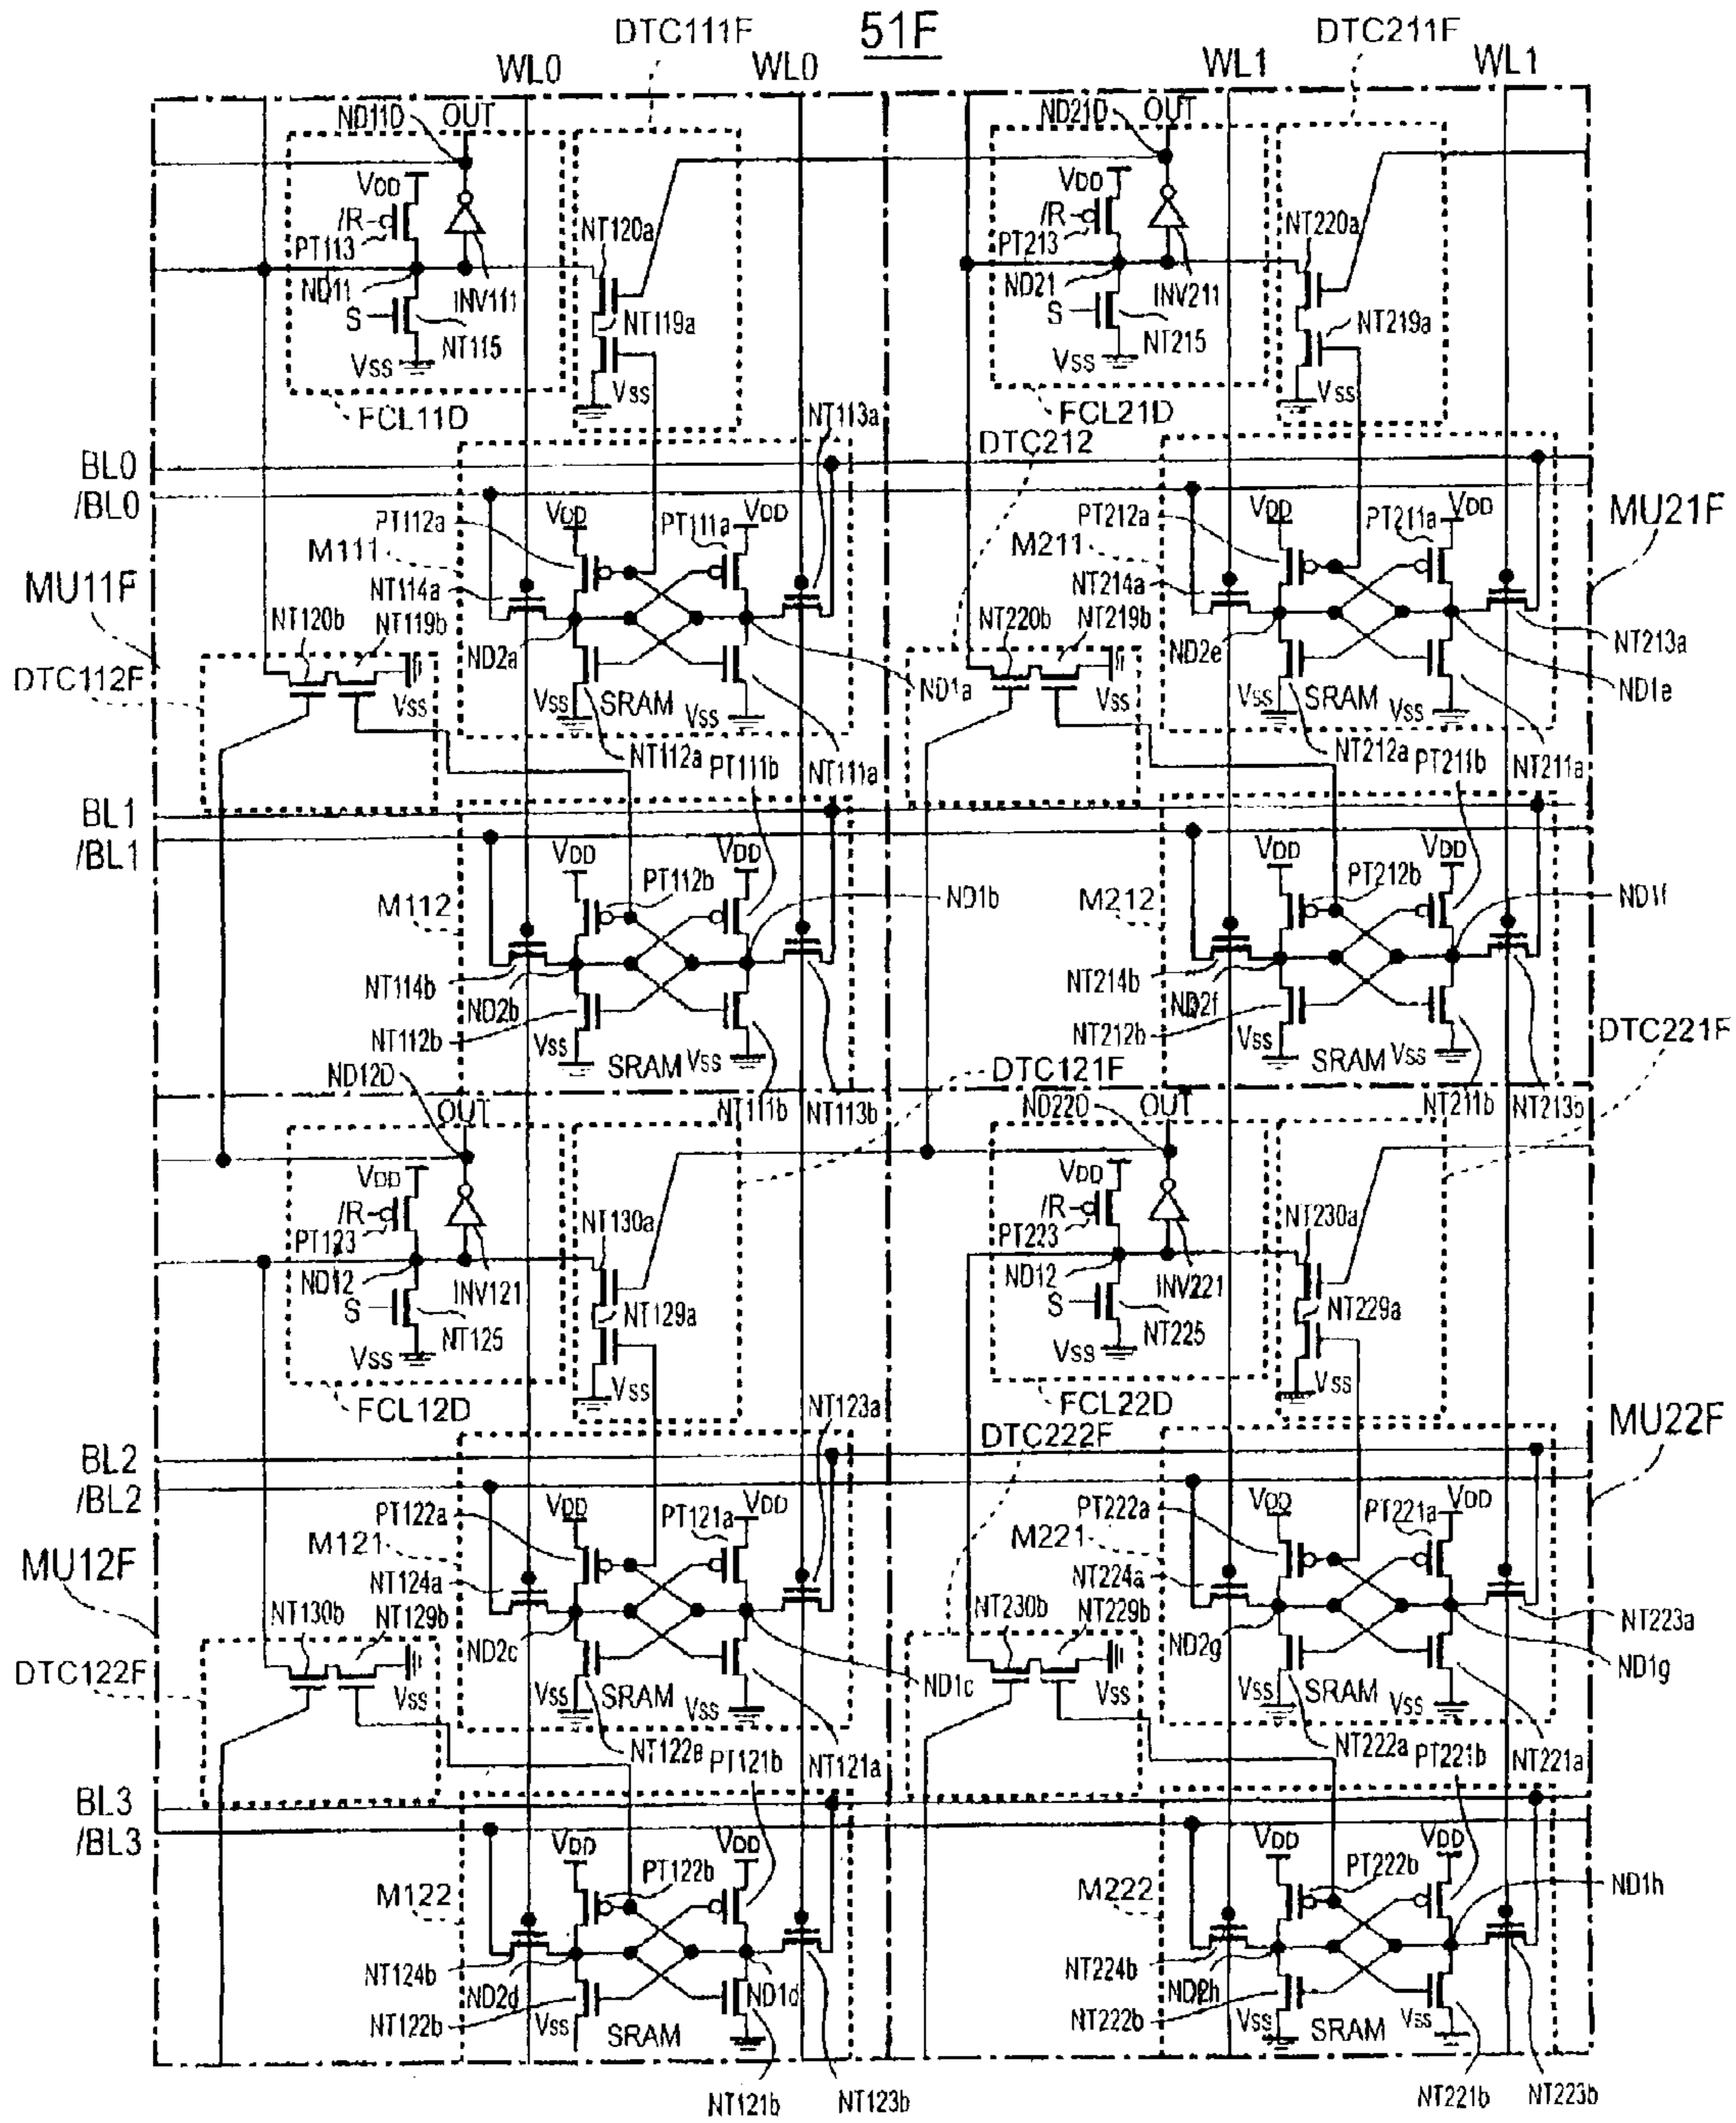 51F
DTC111F
DTC211F
WL0
WL0
WL1
WL1
ND11D
OUT
ND21D
OUT
VDD
/R
PT113
NT120a
VDD
/R
PT213
NT220a
ND11
INV111
S
NT115
NT119a
VSS
VSS
ND21
INV211
S
NT215
NT219a
VSS
VSS
FCL11D
NT113a
FCL21D
DTC212
BL0
/BL0
PT112a
VDD
PT111a
VDD
M111
NT114a
MU11F
PT212a
VDD
PT211a
VDD
M211
NT214a
MU21F
NT120b
NT119b
ND2a
ND1a
NT220b
NT219b
ND2e
NT213a
ND1e
DTC112F
VSS
VSS
SRAM
VSS
VSS
VSS
SRAM
VSS
NT112a
PT111b
NT111a
NT212a
PT211b
NT211a
BL1
/BL1
VDD
VDD
PT112b
ND1b
M112
VDD
VDD
PT212b
ND1f
M212
NT114b
ND2b
NT112b
VSS
SRAM
VSS
NT214b
ND2f
NT212b
VSS
SRAM
VSS
DTC221F
ND12D
DTC121F
NT111b
NT113b
ND22D
NT211b
NT213b
OUT
OUT
VDD
/R
PT123
NT130a
VDD
/R
PT223
NT230a
ND12
INV121
S
NT125
NT129a
VSS
VSS
ND12
INV221
S
NT225
NT229a
VSS
VSS
FCL12D
NT123a
FCL22D
DTC222F
MU22F
BL2
/BL2
PT122a
VDD
PT121a
VDD
M121
NT124a
MU12F
PT222a
VDD
PT221a
VDD
M221
NT224a
NT130b
NT129b
ND2c
ND1c
NT230b
NT229b
ND2g
NT223a
ND1g
DTC122F
VSS
VSS
SRAM
VSS
VSS
VSS
SRAM
VSS
NT122e
PT121b
NT121a
NT222a
PT221b
NT221a
BL3
/BL3
VDD
VDD
PT122b
M122
VDD
VDD
PT222b
ND1h
M222
NT124b
ND2d
ND1d
NT122b
VSS
SRAM
NT224b
ND2h
NT222b
VSS
SRAM
VSS
NT121b
NT123b
NT221b
NT223b